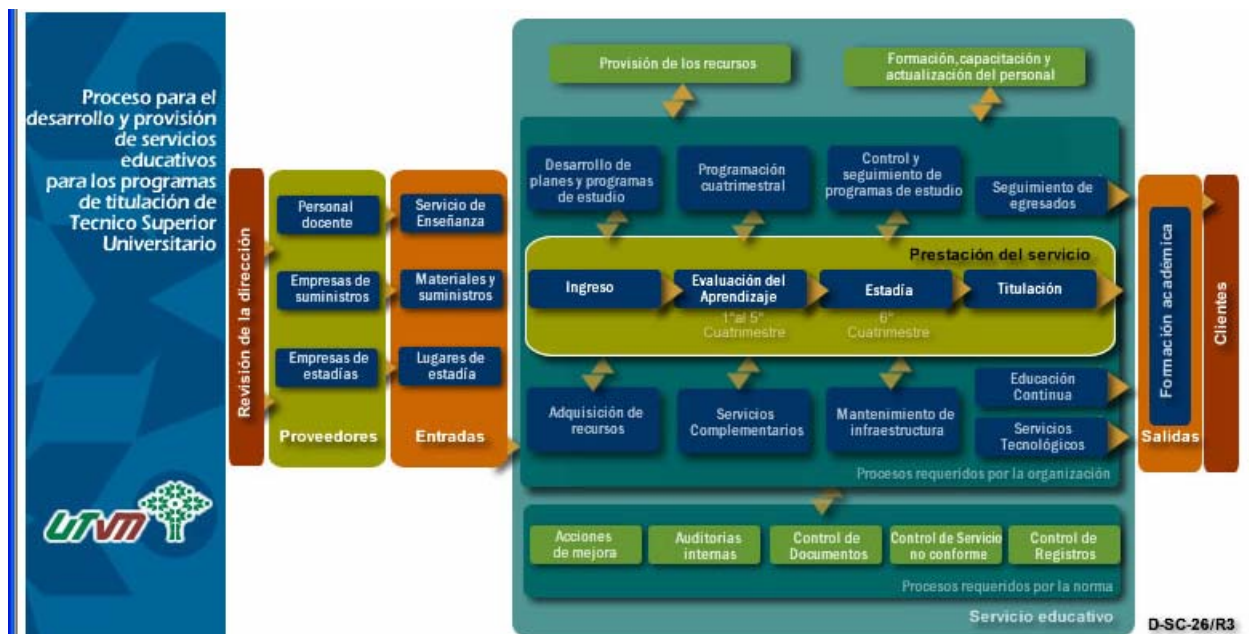 Proceso para el
desarrollo y provisión
de servicios
educativos
para los programas
de titulación de
Tecnico Superior
Universitario
UTVM
Revisión de la dirección
Personal
docente
Empresas de
suministros
Empresas de
estadías
Proveedores
Servicio de
Enseñanza
Materiales y
suministros
Lugares de
estadía
Entradas
Provisión de los recursos
Formación, capacitación y
actualización del personal
Desarrollo de
planes y programas
de estudio
Programación
cuatrimestral
Control y
seguimiento de
programas de estudio
Seguimiento de
egresados
Prestación del servicio
Ingreso
Evaluación del
Aprendizaje
1°al 5°
Cuatrimestre
Estadía
6°
Cuatrimestre
Titulación
Adquisición de
recursos
Servicios
Complementarios
Mantenimiento de
infraestructura
Educación
Continua
Servicios
Tecnológicos
Procesos requeridos por la organización
Acciones
de mejora
Auditorias
internas
Control de
Documentos
Control de Servicio
no conforme
Control de
Registros
Procesos requeridos por la norma
Servicio educativo
Formación académica
Salidas
Clientes
D-SC-26/R3